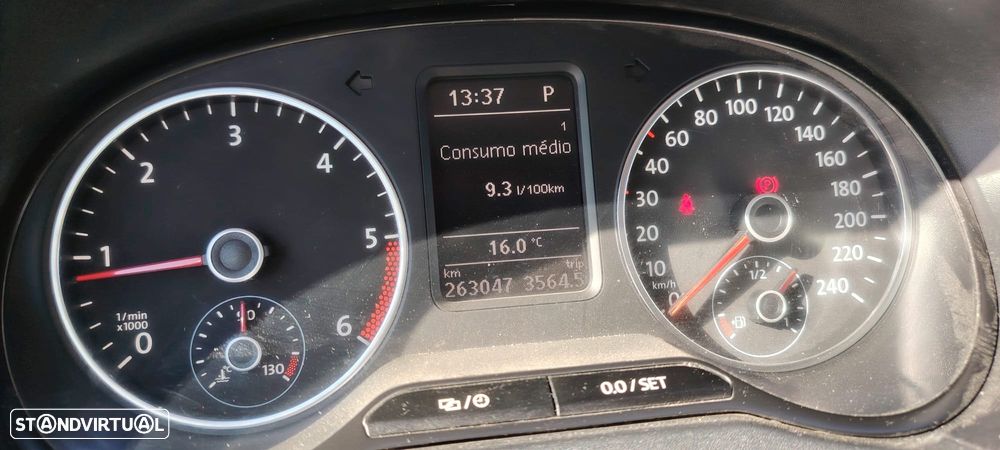 13:37 P
1
Consumo médio
9.3 l/100km
16.0 °C
km trip
263047 3564.5
0 1 2 3 4 5 6
1/min
x1000
90
130
°C
0 10 20 30 40 60 80 100 120 140 160 180 200 220 240
km/h
1/2
1
P
0.0 / SET
STANDVIRTUAL